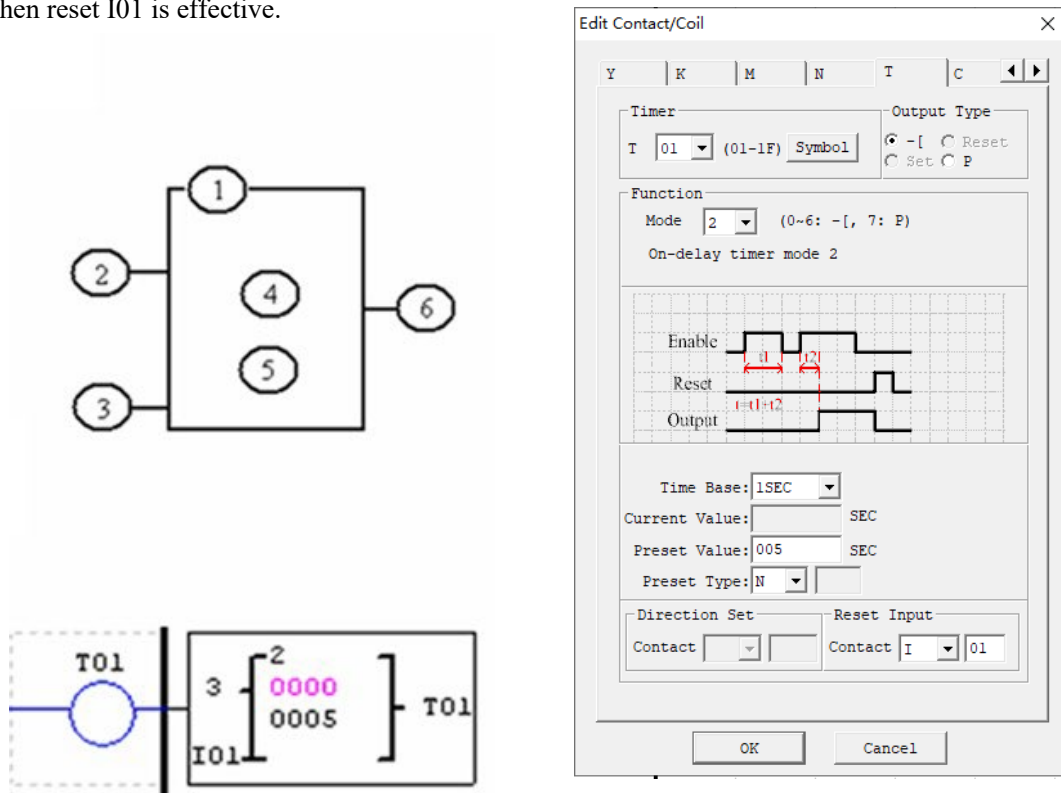 hen reset I01 is effective.
1
2
4
6
5
3
T01
2
3
0000
0005
T01
I01
Edit Contact/Coil
Y K M N T C
Timer
T 01 (01-1F) Symbol
Output Type
-[ Reset
Set P
Function
Mode 2 (0~6: -[, 7: P)
On-delay timer mode 2
Enable
t1 t2
Reset
t=t1+t2
Output
Time Base: 1SEC
Current Value: SEC
Preset Value: 005 SEC
Preset Type: N
Direction Set
Contact
Reset Input
Contact I 01
OK Cancel